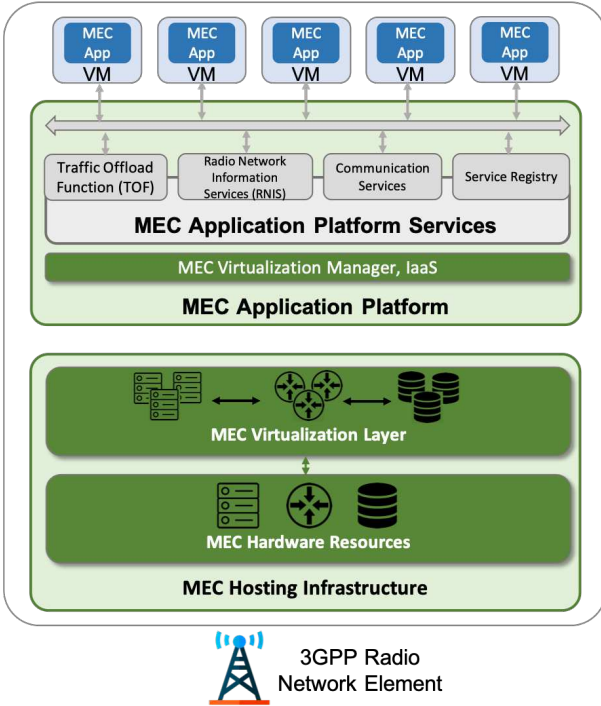 MEC
App
VM
MEC
App
VM
MEC
App
VM
MEC
App
VM
MEC
App
VM
Traffic Offload
Function (TOF)
Radio Network
Information
Services (RNIS)
Communication
Services
Service Registry
MEC Application Platform Services
MEC Virtualization Manager, IaaS
MEC Application Platform
MEC Virtualization Layer
MEC Hardware Resources
MEC Hosting Infrastructure
3GPP Radio
Network Element